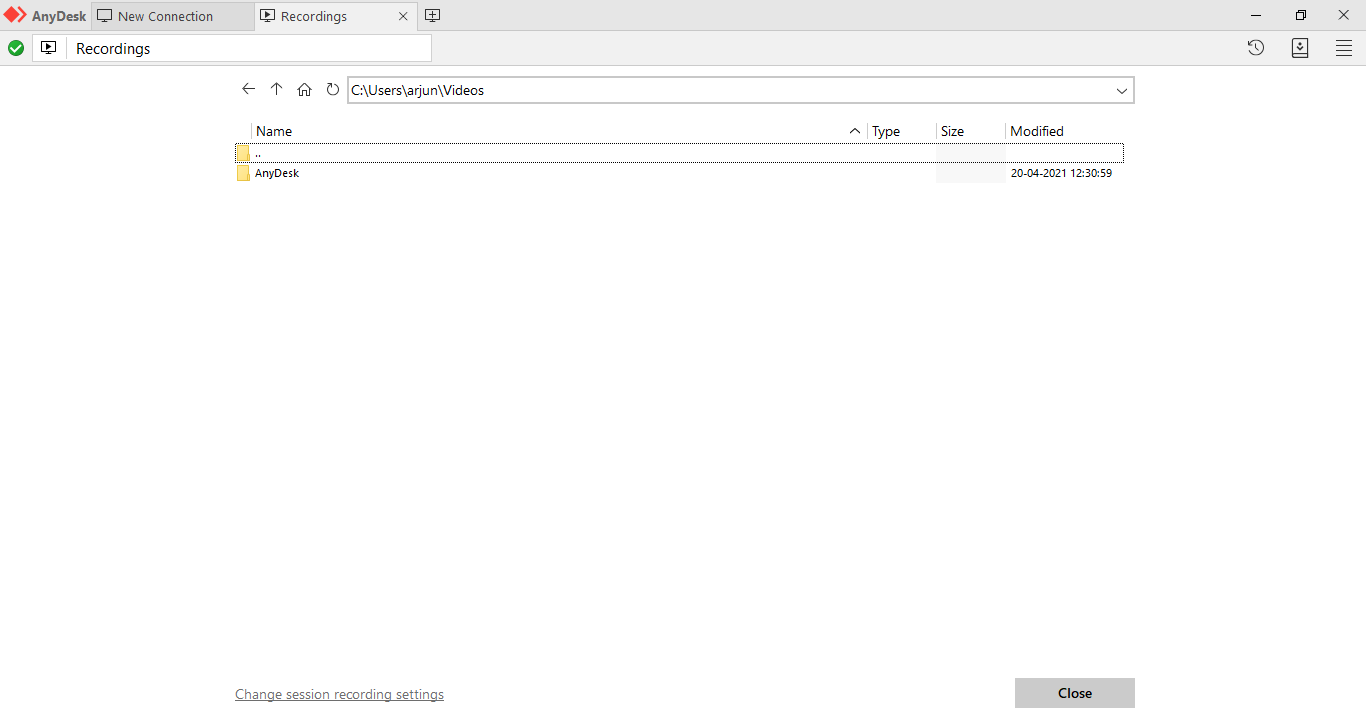 AnyDesk New Connection Recordings
Recordings
C:\Users\arjun\Videos
Name Type Size Modified
..
AnyDesk 20-04-2021 12:30:59
Change session recording settings Close